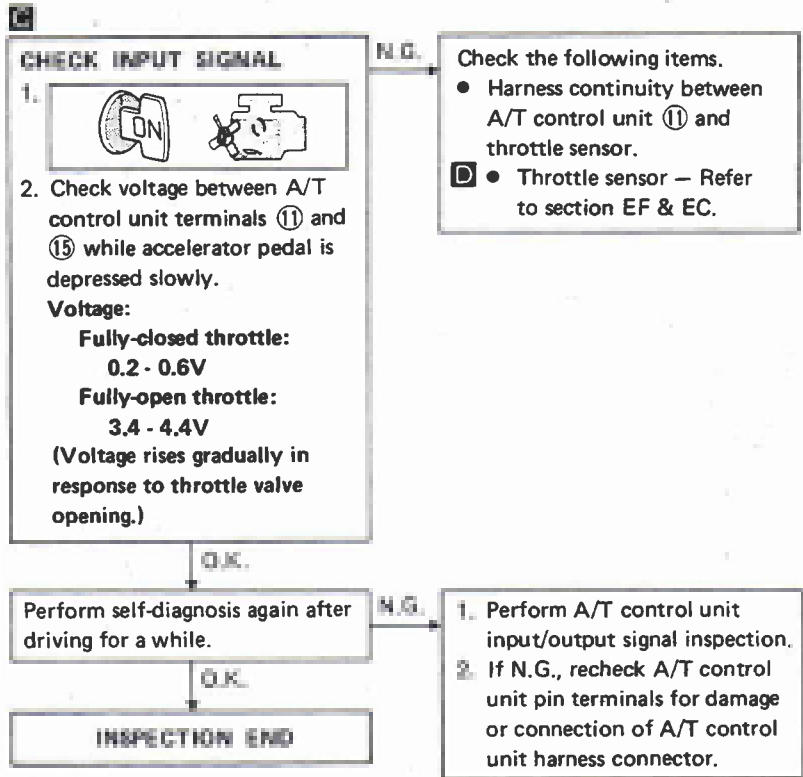 C
CHECK INPUT SIGNAL
1.
ON
2. Check voltage between A/T
control unit terminals ⑪ and
⑮ while accelerator pedal is
depressed slowly.
Voltage:
Fully-closed throttle:
0.2 - 0.6V
Fully-open throttle:
3.4 - 4.4V
(Voltage rises gradually in
response to throttle valve
opening.)
N.G.
Check the following items.
● Harness continuity between
A/T control unit ⑪ and
throttle sensor.
D ● Throttle sensor — Refer
to section EF & EC.
O.K.
Perform self-diagnosis again after
driving for a while.
N.G.
1. Perform A/T control unit
input/output signal inspection.
2. If N.G., recheck A/T control
unit pin terminals for damage
or connection of A/T control
unit harness connector.
O.K.
INSPECTION END